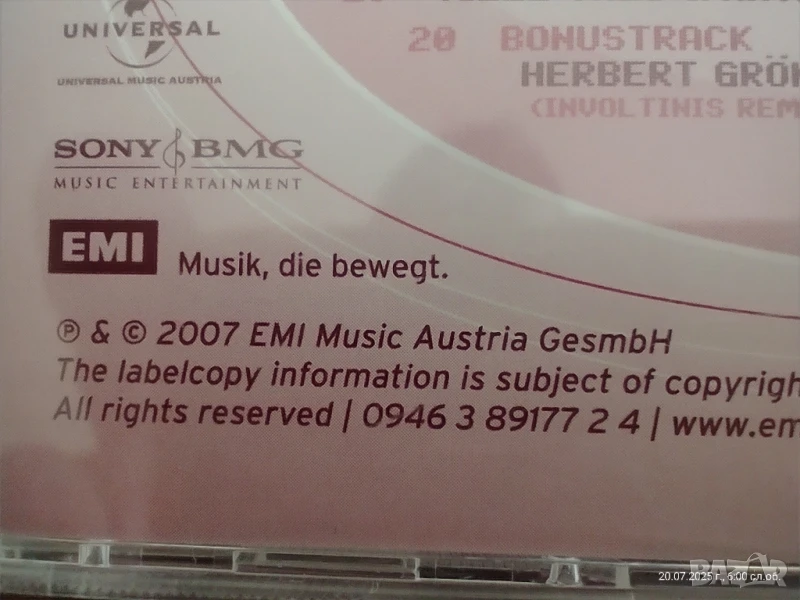 UNIVERSAL
UNIVERSAL MUSIC AUSTRIA
20 BONUSTRACK
HERBERT GRÖN
(INVOLTINIS REM
SONY BMG
MUSIC ENTERTAINMENT
EMI
Musik, die bewegt.
℗ & © 2007 EMI Music Austria GesmbH
The labelcopy information is subject of copyrigh
All rights reserved | 0946 3 89177 2 4 | www.em
BAZAR
20.07.2025 г., 6:00 сл.об.